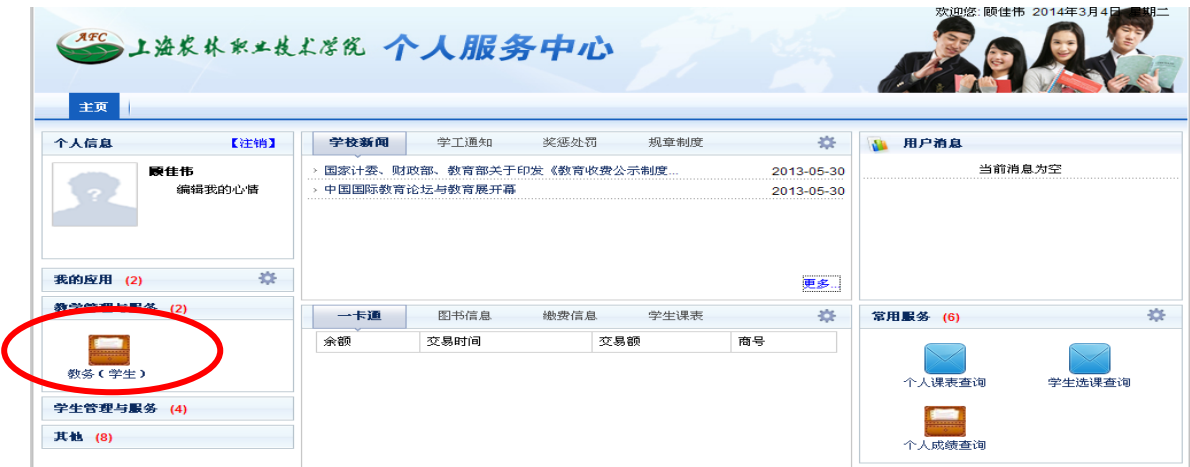 欢迎您: 顾佳伟 2014年3月4日 星期二
AFC 上海农林职业技术学院 个人服务中心
主页
个人信息 【注销】
顾佳伟
编辑我的心情
我的应用 (2)
教学管理与服务 (2)
教务(学生)
学生管理与服务 (4)
其他 (8)
学校新闻 学工通知 奖惩处罚 规章制度
国家计委、财政部、教育部关于印发《教育收费公示制度... 2013-05-30
中国国际教育论坛与教育展开幕 2013-05-30
更多...
一卡通 图书信息 缴费信息 学生课表
余额 交易时间 交易额 商号
用户消息
当前消息为空
常用服务 (6)
个人课表查询 学生选课查询
个人成绩查询